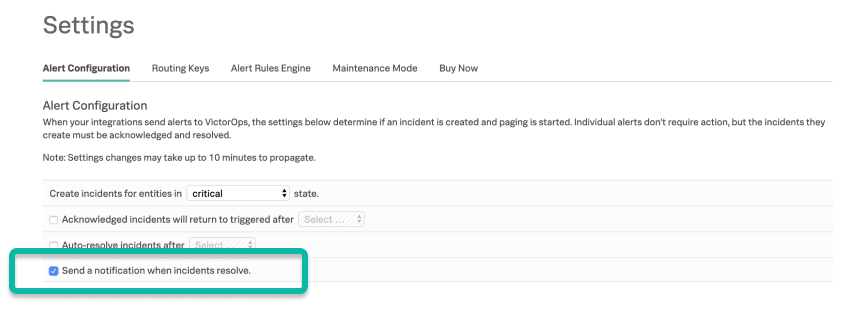 Settings
Alert Configuration Routing Keys Alert Rules Engine Maintenance Mode Buy Now
Alert Configuration
When your integrations send alerts to VictorOps, the settings below determine if an incident is created and paging is started. Individual alerts don't require action, but the incidents they
create must be acknowledged and resolved.
Note: Settings changes may take up to 10 minutes to propagate.
Create incidents for entities in critical state.
Acknowledged incidents will return to triggered after Select ...
Auto-resolve incidents after Select ...
Send a notification when incidents resolve.